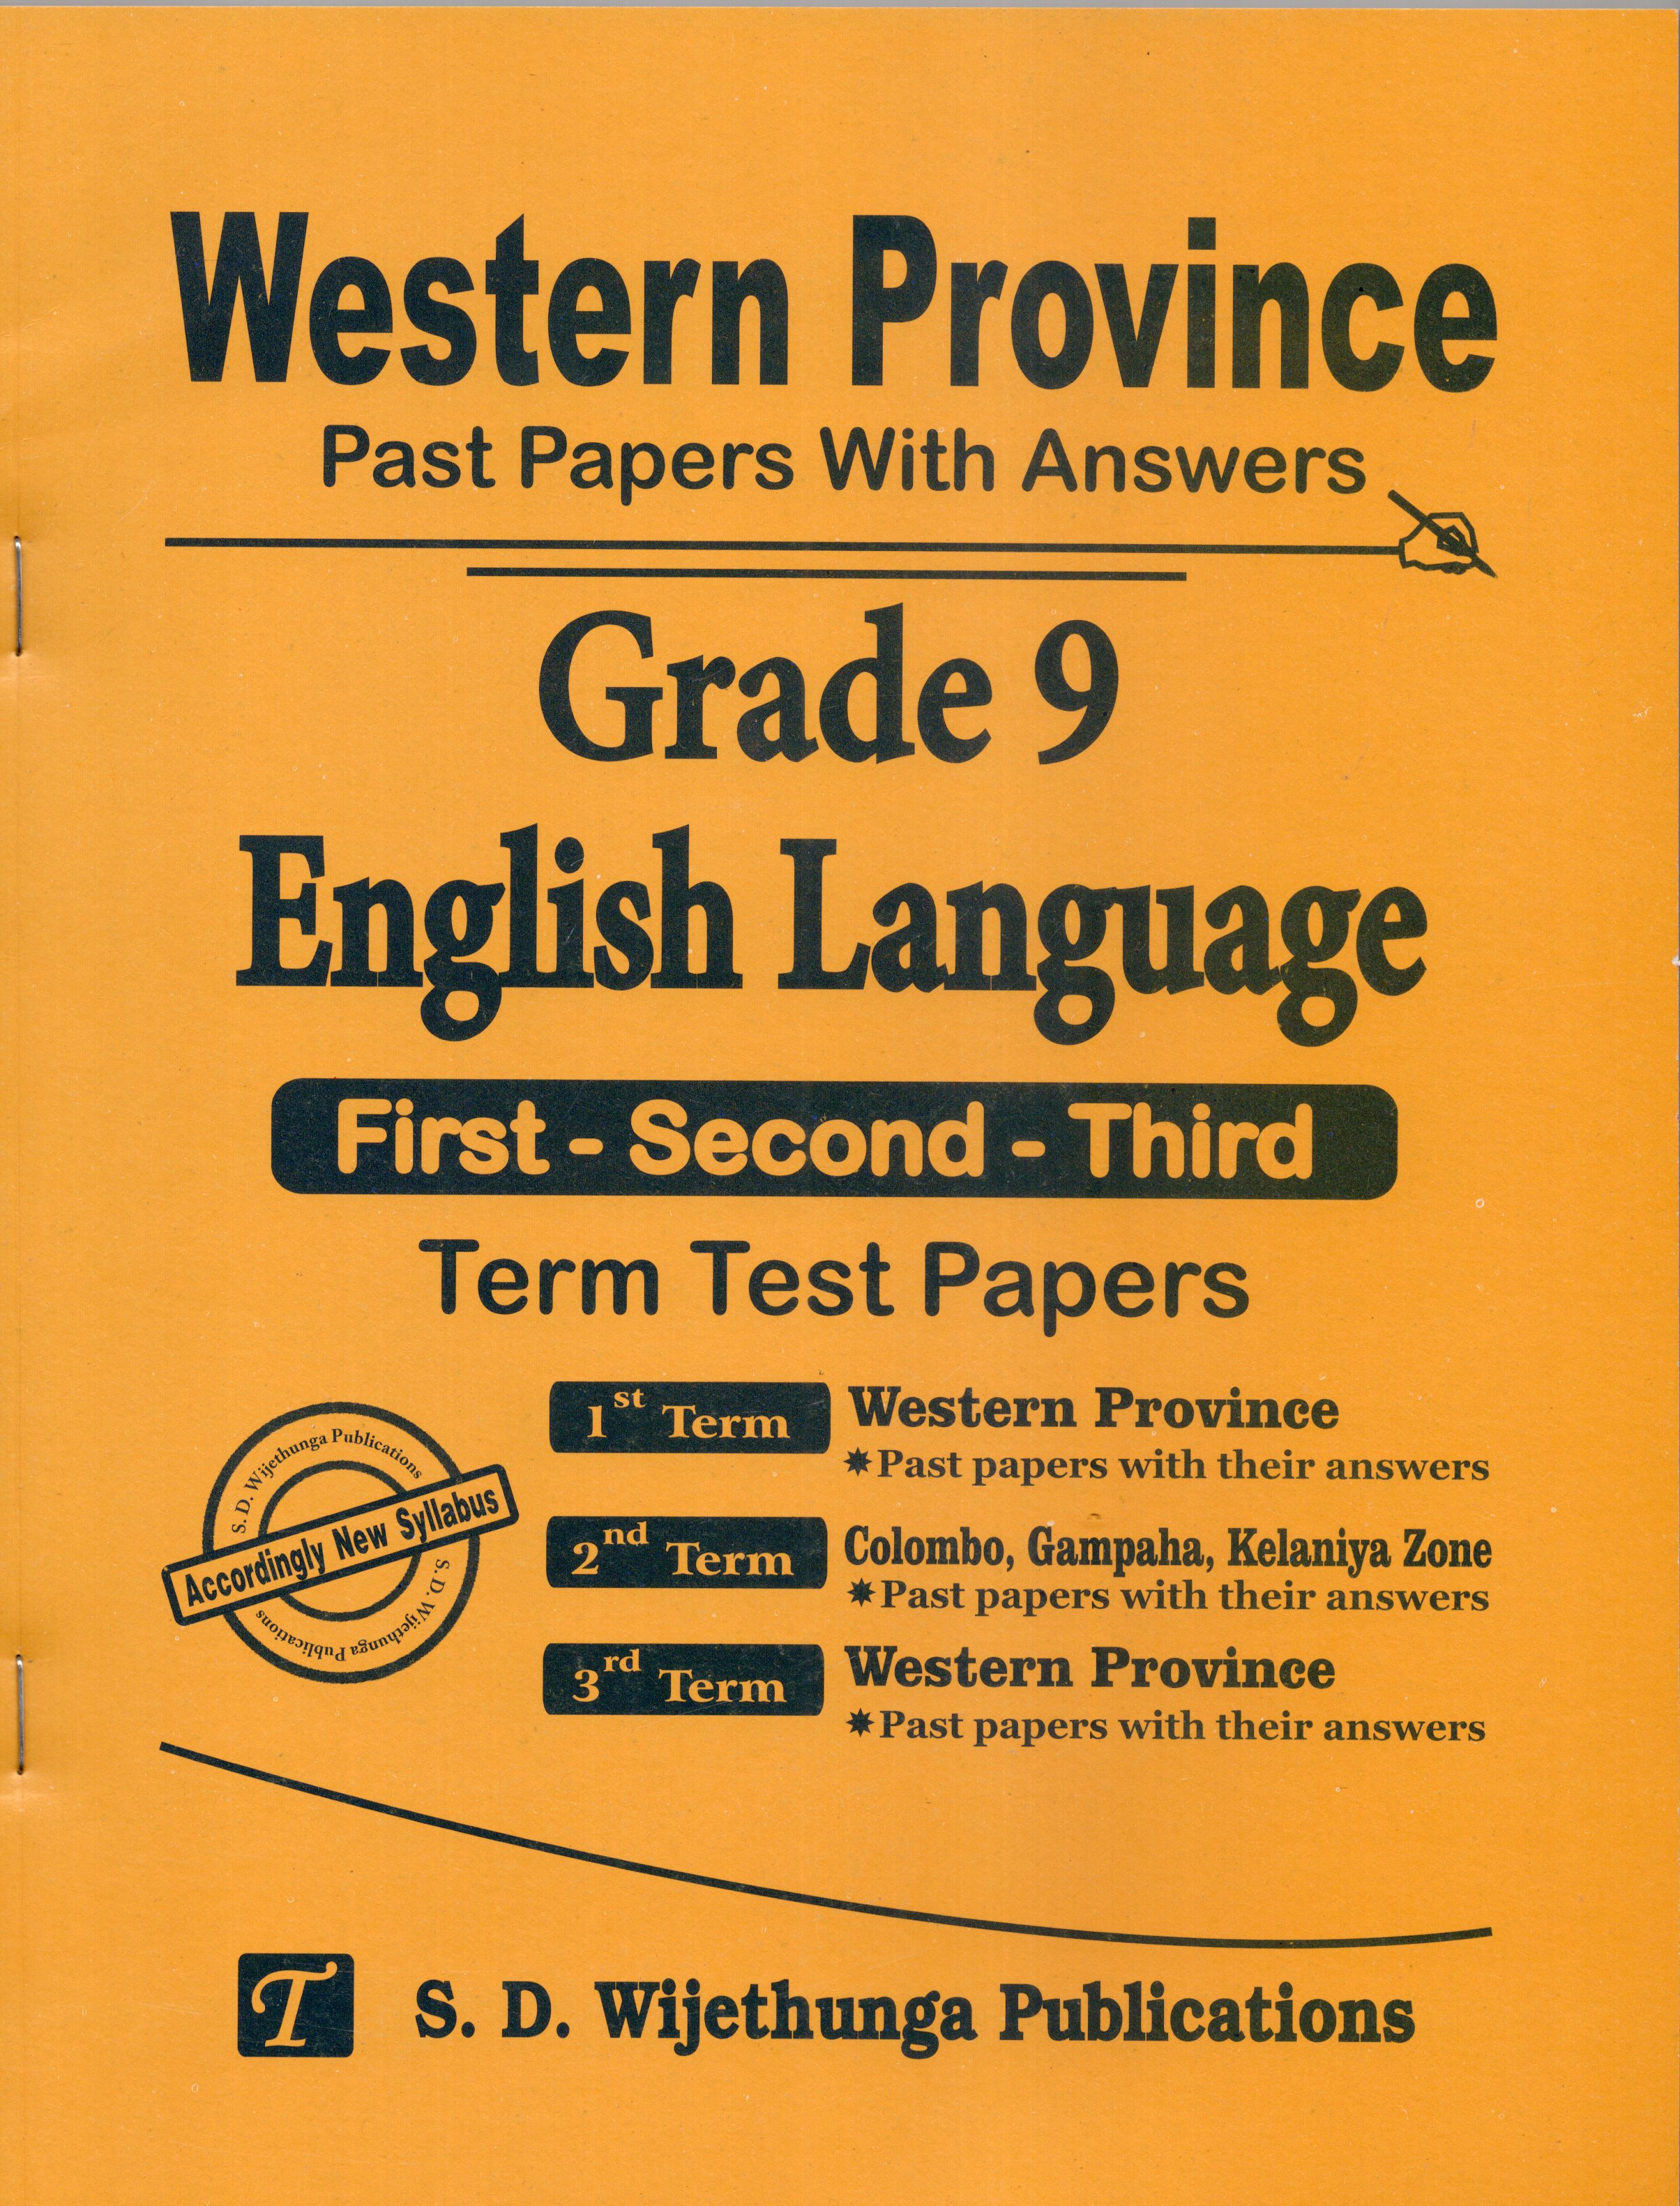 Western Province
Past Papers With Answers
Grade 9
English Language
First - Second - Third
Term Test Papers
1st Term
Western Province
✷Past papers with their answers
2nd Term
Colombo, Gampaha, Kelaniya Zone
✷Past papers with their answers
3rd Term
Western Province
✷Past papers with their answers
S. D. Wijethunga Publications
Accordingly New Syllabus
S. D. Wijethunga Publications
T
S. D. Wijethunga Publications